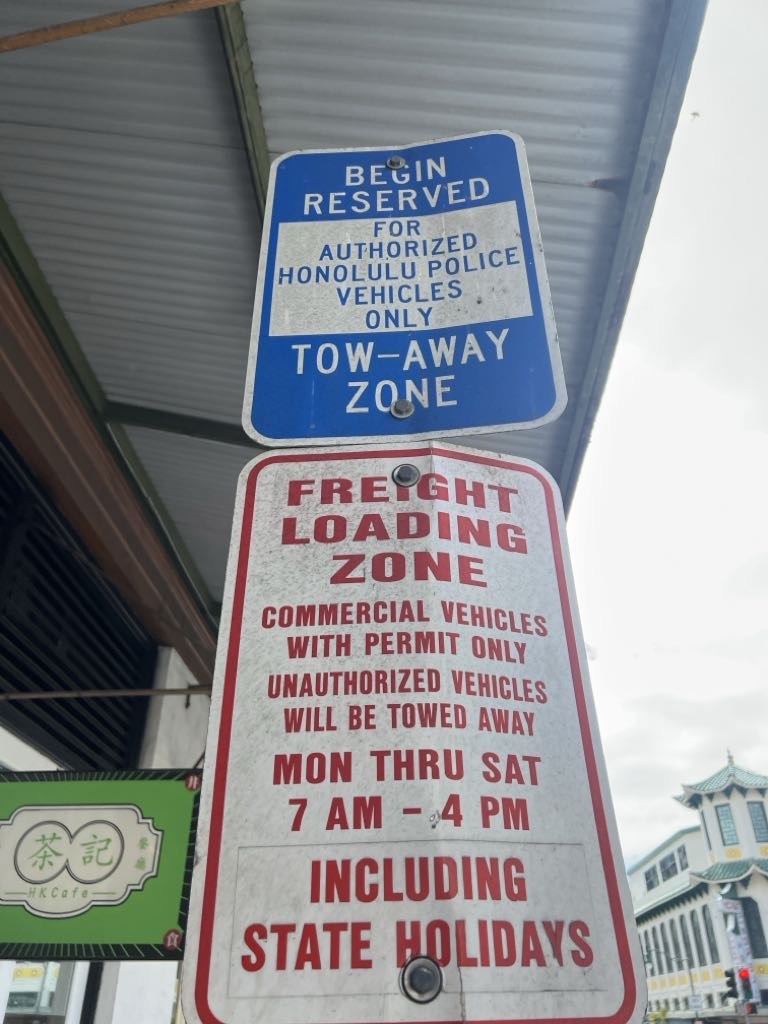 BEGIN
RESERVED
FOR
AUTHORIZED
HONOLULU POLICE
VEHICLES
ONLY
TOW-AWAY
ZONE
FREIGHT
LOADING
ZONE
COMMERCIAL VEHICLES
WITH PERMIT ONLY
UNAUTHORIZED VEHICLES
WILL BE TOWED AWAY
MON THRU SAT
7 AM - 4 PM
INCLUDING
STATE HOLIDAYS
茶記
餐廳
HKCafe